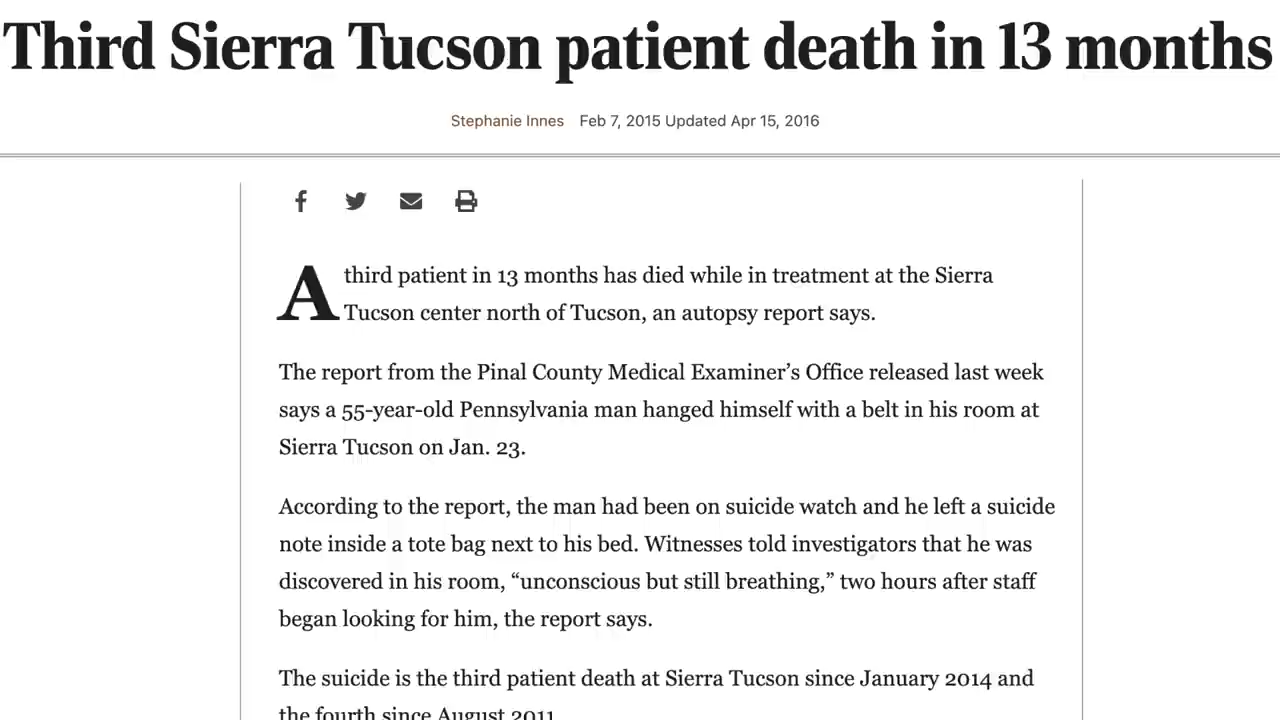 Third Sierra Tucson patient death in 13 months
Stephanie Innes Feb 7, 2015 Updated Apr 15, 2016
A third patient in 13 months has died while in treatment at the Sierra
Tucson center north of Tucson, an autopsy report says.
The report from the Pinal County Medical Examiner’s Office released last week
says a 55-year-old Pennsylvania man hanged himself with a belt in his room at
Sierra Tucson on Jan. 23.
According to the report, the man had been on suicide watch and he left a suicide
note inside a tote bag next to his bed. Witnesses told investigators that he was
discovered in his room, “unconscious but still breathing,” two hours after staff
began looking for him, the report says.
The suicide is the third patient death at Sierra Tucson since January 2014 and
the fourth since August 2011.